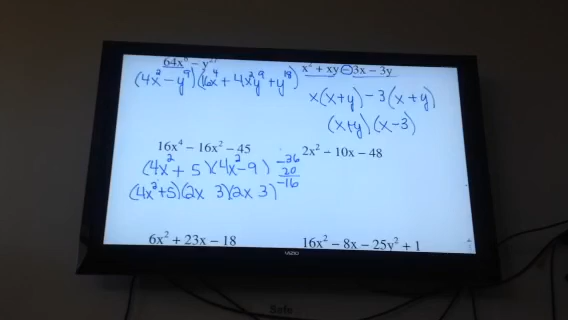 64x⁶ − y²⁷
(4x² − y⁹)(16x⁴ + 4x²y⁹ + y¹⁸)
x² + xy − 3x − 3y
x(x+y) − 3(x+y)
(x+y)(x−3)
16x⁴ − 16x² − 45
(4x² + 5)(4x² − 9)
−36
20
−16
(4x²+5)(2x 3)(2x 3)
2x² − 10x − 48
6x² + 23x − 18
16x² − 8x − 25y² + 1
VIZIO